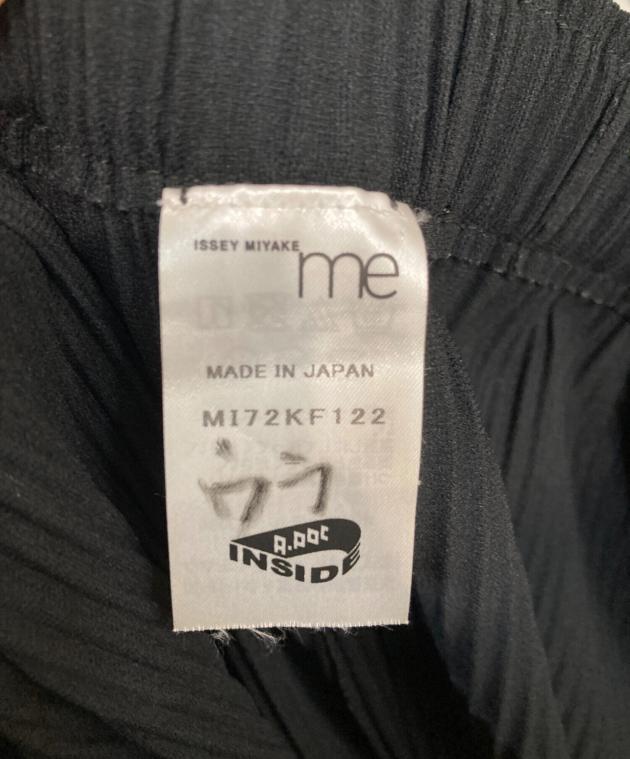 ISSEY MIYAKE me
MADE IN JAPAN
MI72KF122
ウラ
A.POC
INSIDE